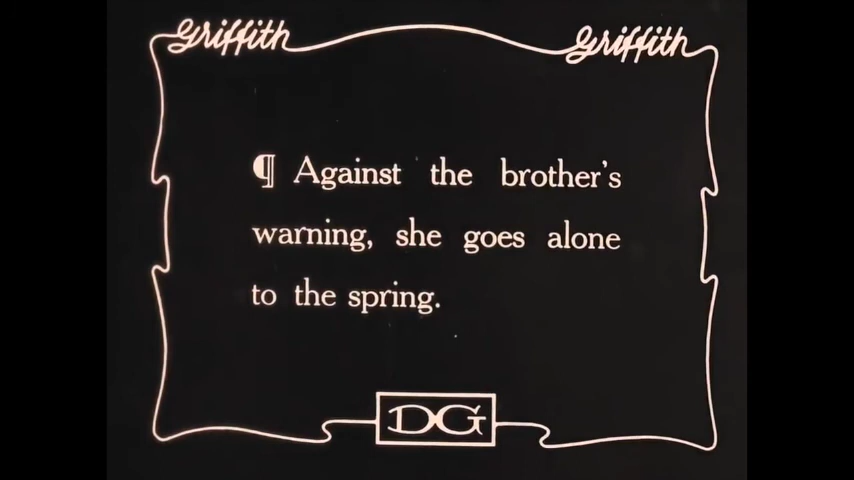 Griffith Griffith
¶ Against the brother's
warning, she goes alone
to the spring.
DG